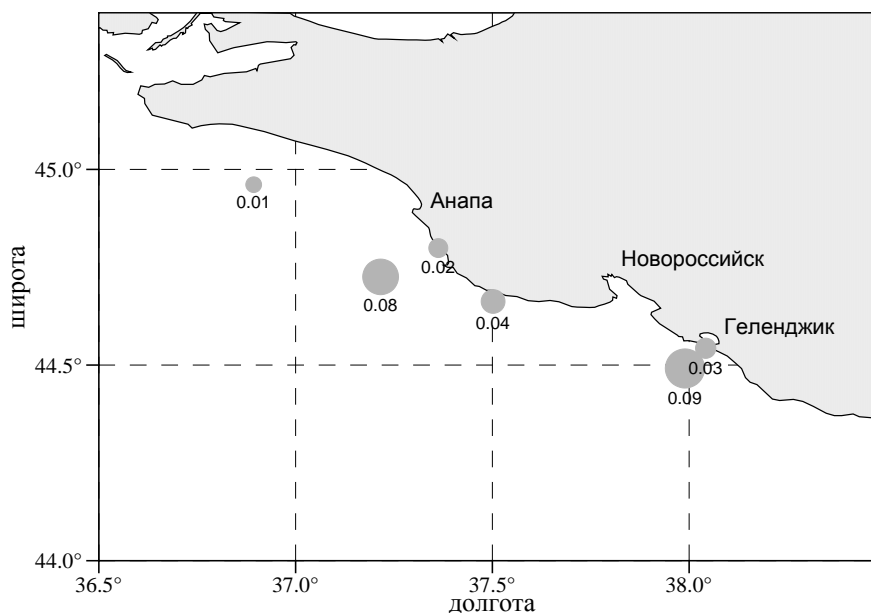 45.0°
0.01
Анапа
0.02
Новороссийск
0.08
0.04
Геленджик
0.03
44.5°
0.09
44.0°
36.5°
37.0°
37.5°
38.0°
долгота
широта